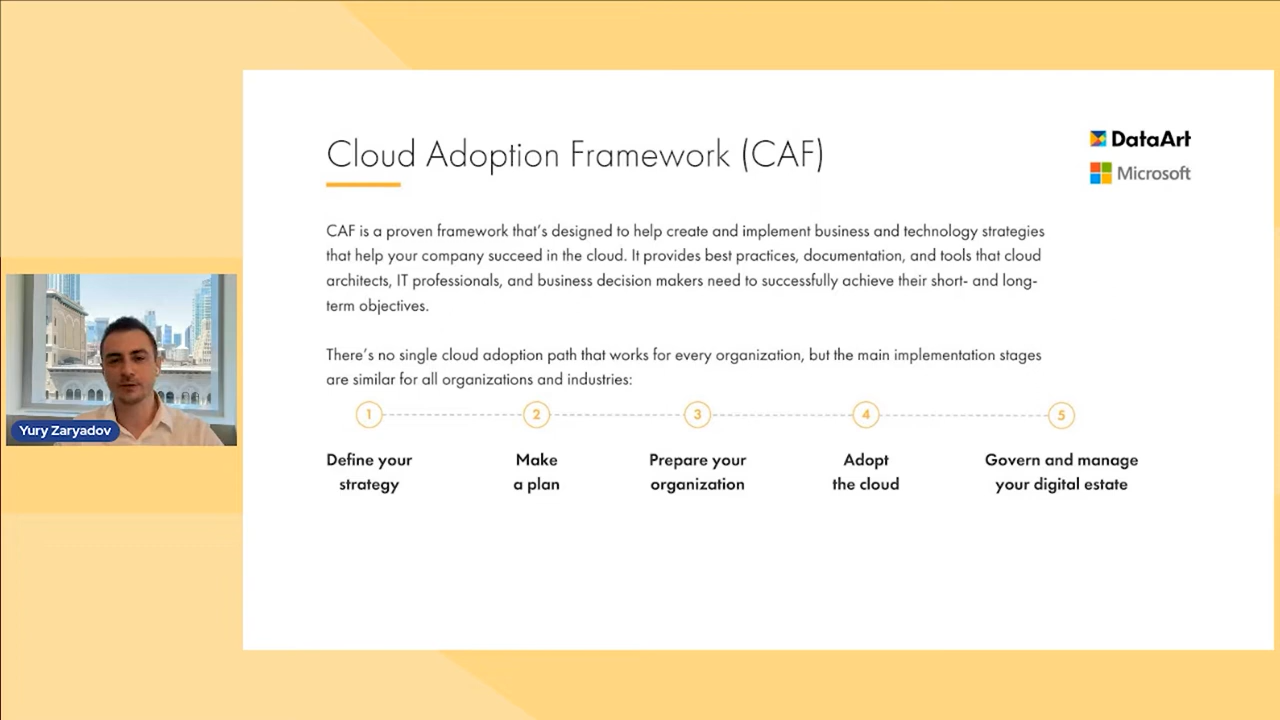 Cloud Adoption Framework (CAF)
DataArt
Microsoft
CAF is a proven framework that's designed to help create and implement business and technology strategies
that help your company succeed in the cloud. It provides best practices, documentation, and tools that cloud
architects, IT professionals, and business decision makers need to successfully achieve their short- and long-
term objectives.
There's no single cloud adoption path that works for every organization, but the main implementation stages
are similar for all organizations and industries:
1
2
3
4
5
Define your
strategy
Make
a plan
Prepare your
organization
Adopt
the cloud
Govern and manage
your digital estate
Yury Zaryadov